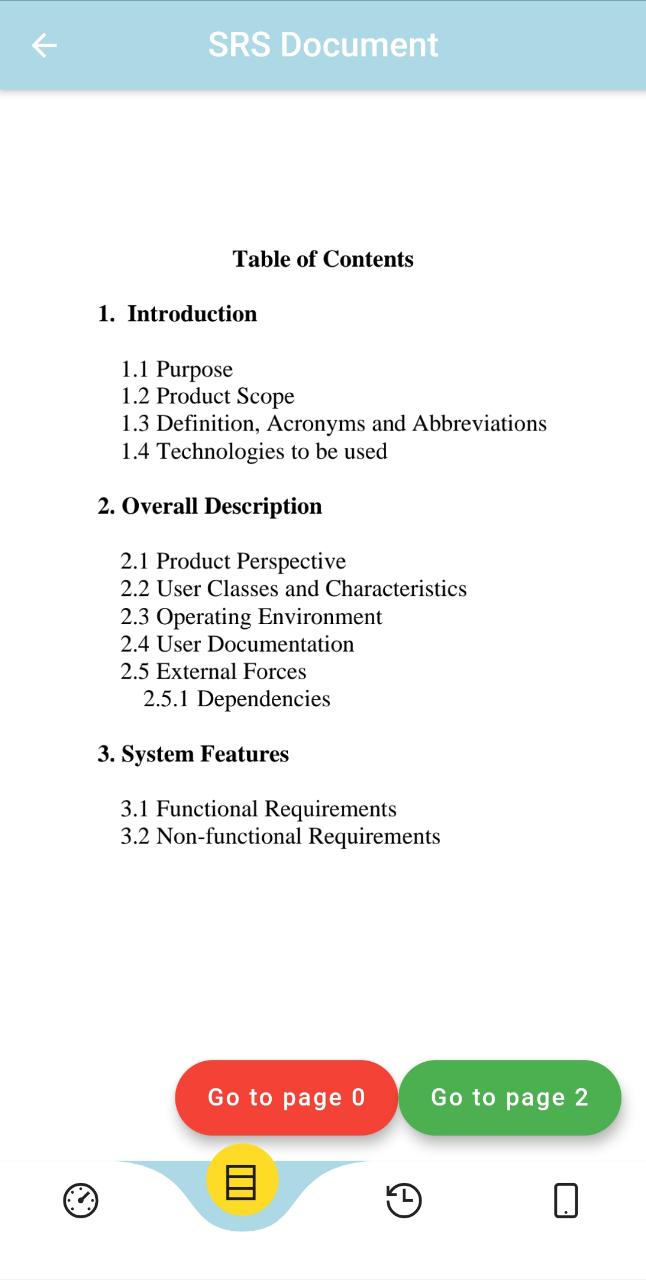 SRS Document
Table of Contents
1. Introduction
1.1 Purpose
1.2 Product Scope
1.3 Definition, Acronyms and Abbreviations
1.4 Technologies to be used
2. Overall Description
2.1 Product Perspective
2.2 User Classes and Characteristics
2.3 Operating Environment
2.4 User Documentation
2.5 External Forces
2.5.1 Dependencies
3. System Features
3.1 Functional Requirements
3.2 Non-functional Requirements
Go to page 0 Go to page 2